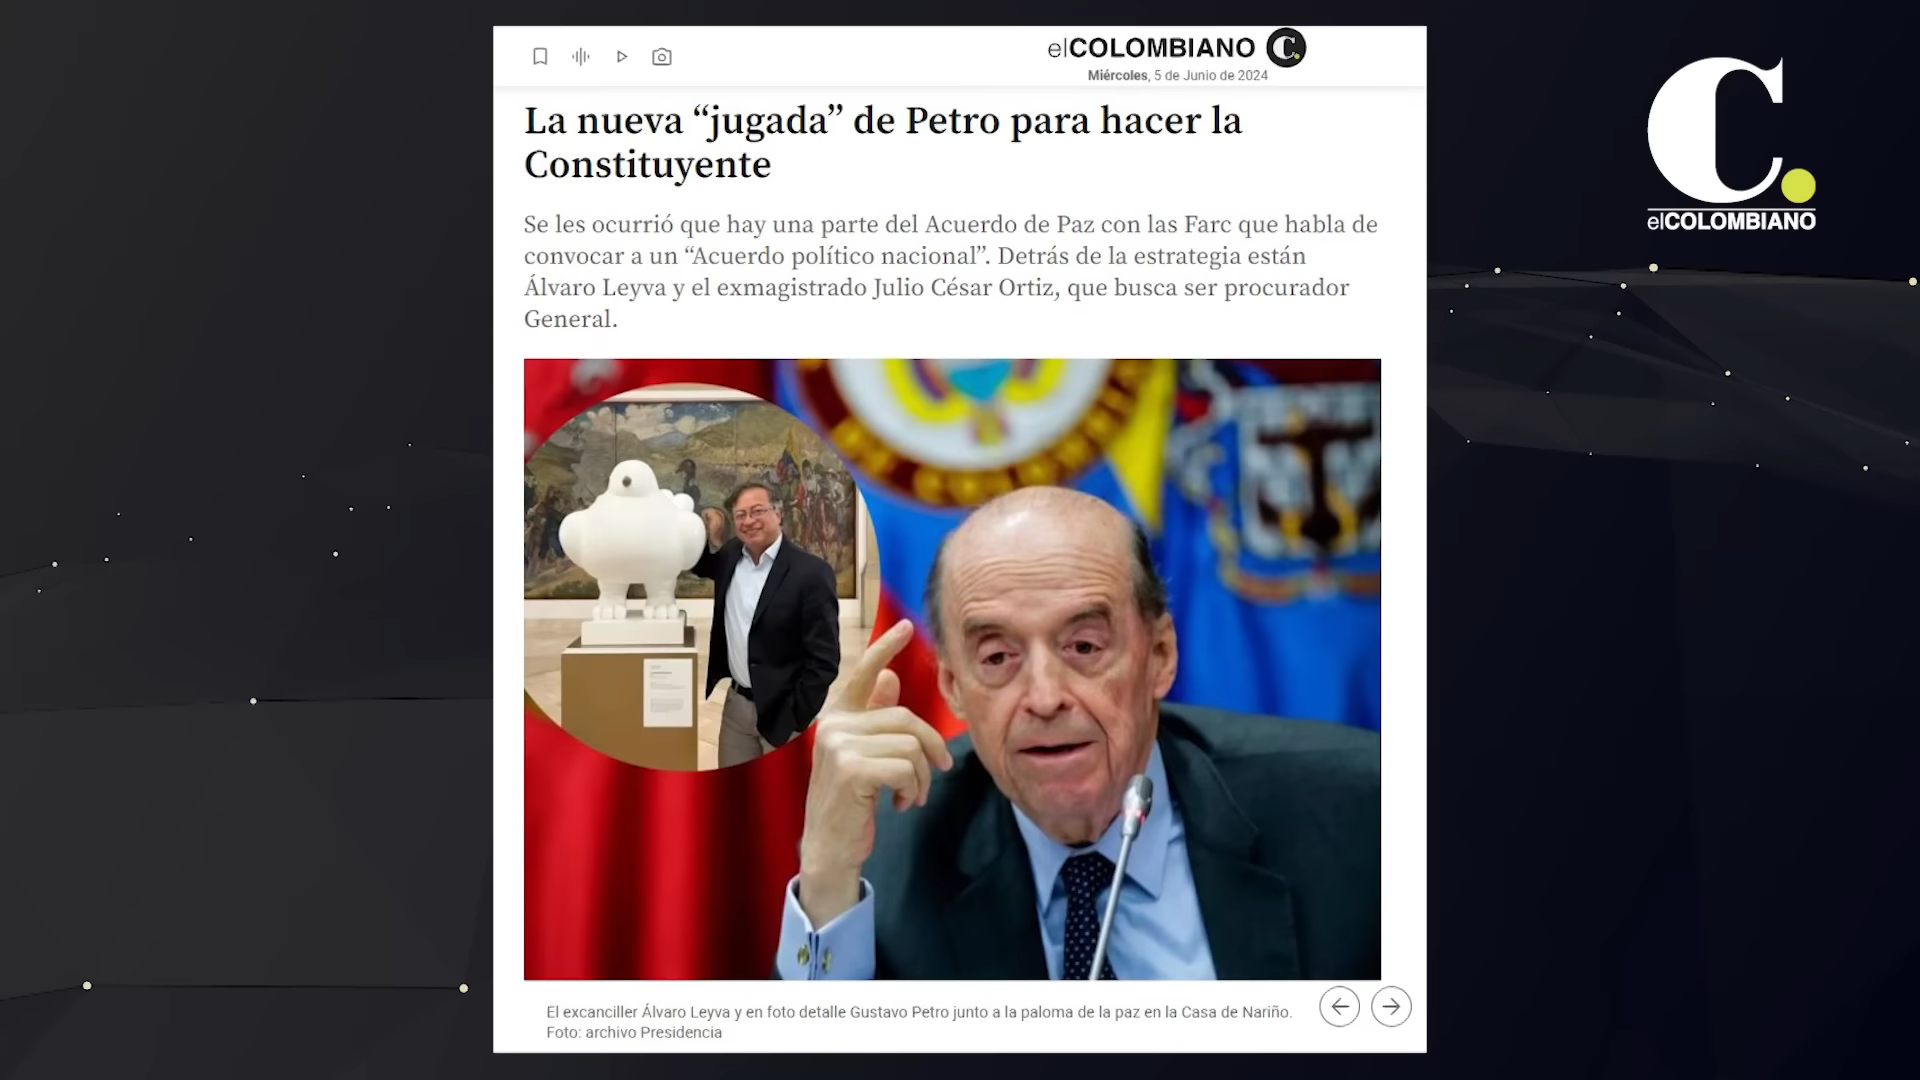 elCOLOMBIANO C.
Miércoles, 5 de Junio de 2024
La nueva “jugada” de Petro para hacer la
Constituyente
Se les ocurrió que hay una parte del Acuerdo de Paz con las Farc que habla de
convocar a un “Acuerdo político nacional”. Detrás de la estrategia están
Álvaro Leyva y el exmagistrado Julio César Ortiz, que busca ser procurador
General.
El excanciller Álvaro Leyva y en foto detalle Gustavo Petro junto a la paloma de la paz en la Casa de Nariño.
Foto: archivo Presidencia
C.
elCOLOMBIANO